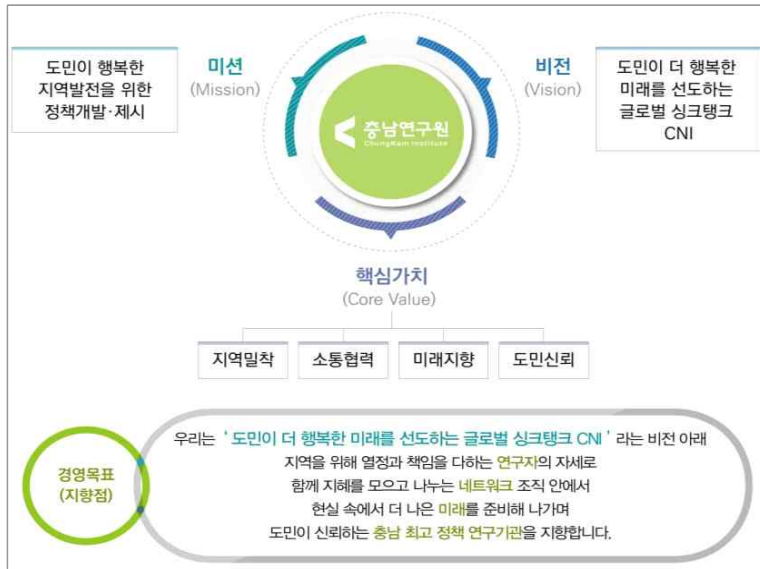 도민이 행복한
지역발전을 위한
정책개발·제시
미션
(Mission)
충남연구원
ChungNam Institute
비전
(Vision)
도민이 더 행복한
미래를 선도하는
글로벌 싱크탱크
CNI
핵심가치
(Core Value)
지역밀착
소통협력
미래지향
도민신뢰
경영목표
(지향점)
우리는 ‘도민이 더 행복한 미래를 선도하는 글로벌 싱크탱크 CNI’ 라는 비전 아래
지역을 위해 열정과 책임을 다하는 연구자의 자세로
함께 지혜를 모으고 나누는 네트워크 조직 안에서
현실 속에서 더 나은 미래를 준비해 나가며
도민이 신뢰하는 충남 최고 정책 연구기관을 지향합니다.